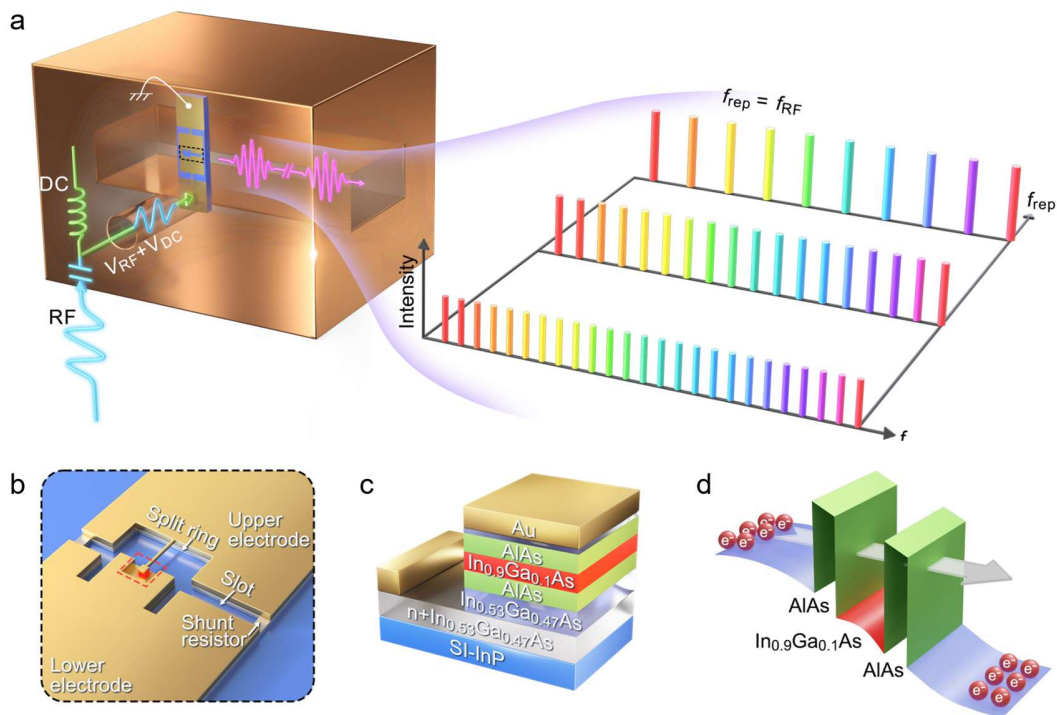 a
f_rep = f_RF
DC
V_RF+V_DC
RF
Intensity
f_rep
f
b
Split ring
Upper
electrode
Slot
Shunt
resistor
Lower
electrode
c
Au
AlAs
In0.9Ga0.1As
AlAs
In0.53Ga0.47As
n+In0.53Ga0.47As
SI-InP
d
e⁻ e⁻ e⁻
e⁻ e⁻ e⁻ e⁻
AlAs
In0.9Ga0.1As
AlAs
e⁻ e⁻
e⁻ e⁻ e⁻
e⁻ e⁻